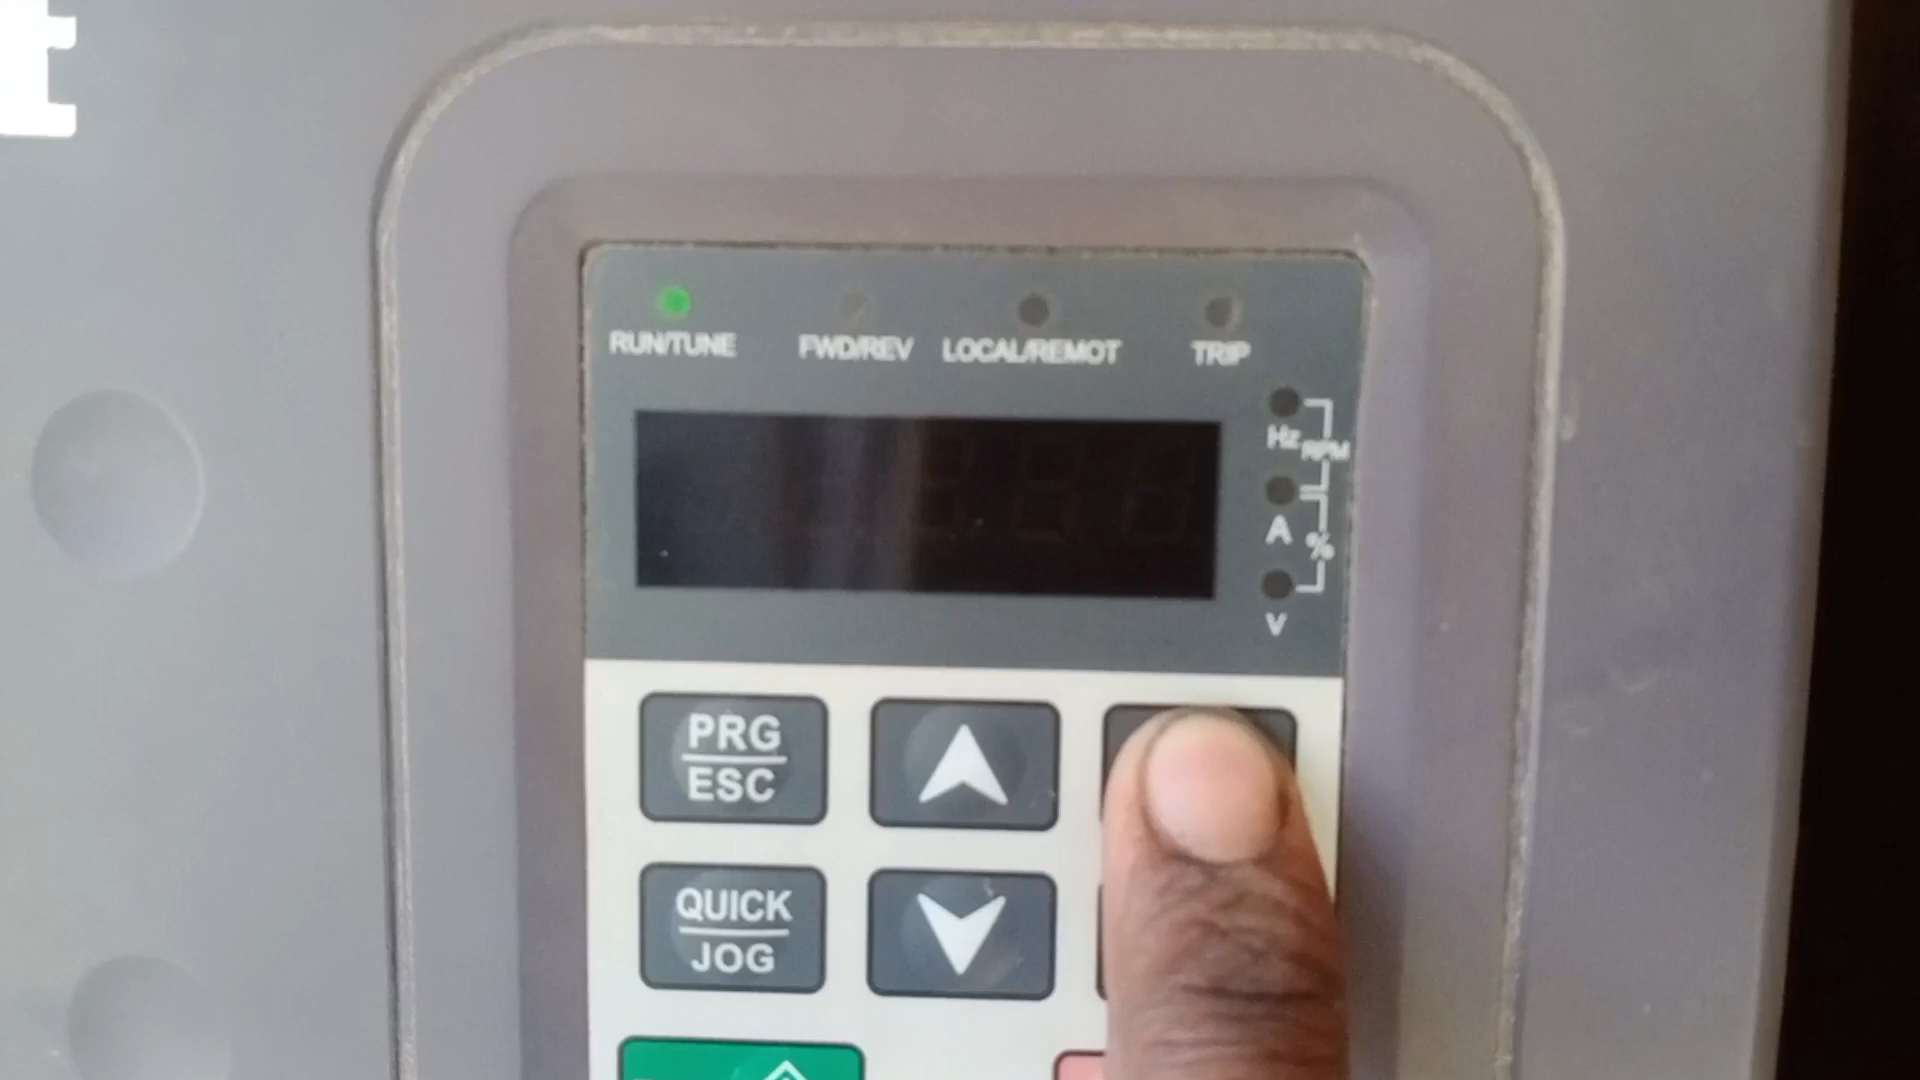 t
RUN/TUNE FWD/REV LOCAL/REMOT TRIP
Hz RPM
A %
V
PRG
ESC
QUICK
JOG